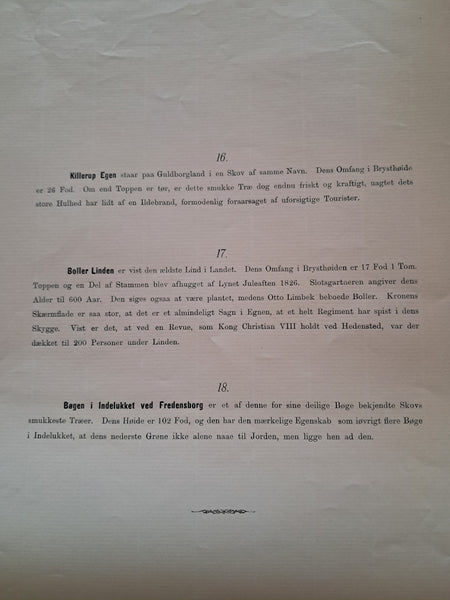 16.
Killerup Egen staar paa Guldborgland i en Skov af samme Navn. Dens Omfang i Brysthøide
er 26 Fod. Om end Toppen er tør, er dette smukke Træ dog endnu friskt og kraftigt, uagtet dets
store Hulhed har lidt af en Ildebrand, formodenlig foraarsaget af uforsigtige Tourister.
17.
Boller Linden er vist den ældste Lind i Landet. Dens Omfang i Brysthøiden er 17 Fod 1 Tom.
Toppen og en Del af Stammen blev afhugget af Lynet Juleaften 1826. Slotsgartneren angiver dens
Alder til 600 Aar. Den siges ogsaa at være plantet, medens Otto Limbek beboede Boller. Kronens
Skærmflade er saa stor, at det er et almindeligt Sagn i Egnen, at et helt Regiment har spist i dens
Skygge. Vist er det, at ved en Revue, som Kong Christian VIII holdt ved Hedensted, var der
dækket til 200 Personer under Linden.
18.
Bøgen i Indelukket ved Fredensborg er et af denne for sine deilige Bøge bekjendte Skovs
smukkeste Træer. Dens Høide er 102 Fod, og den har den mærkelige Egenskab som iøvrigt flere Bøge
i Indelukket, at dens nederste Grene ikke alene naae til Jorden, men ligge hen ad den.